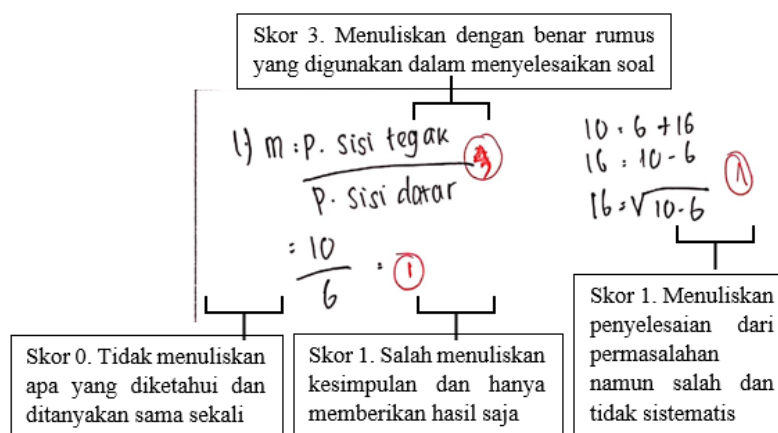 Skor 3. Menuliskan dengan benar rumus
yang digunakan dalam menyelesaikan soal
1.) m = p. sisi tegak
p. sisi datar
= 10
6
=
1
10 = 6 + 16
16 = 10 - 6
16 = √10 - 6
1
Skor 0. Tidak menuliskan
apa yang diketahui dan
ditanyakan sama sekali
Skor 1. Salah menuliskan
kesimpulan dan hanya
memberikan hasil saja
Skor 1. Menuliskan
penyelesaian dari
permasalahan
namun salah dan
tidak sistematis